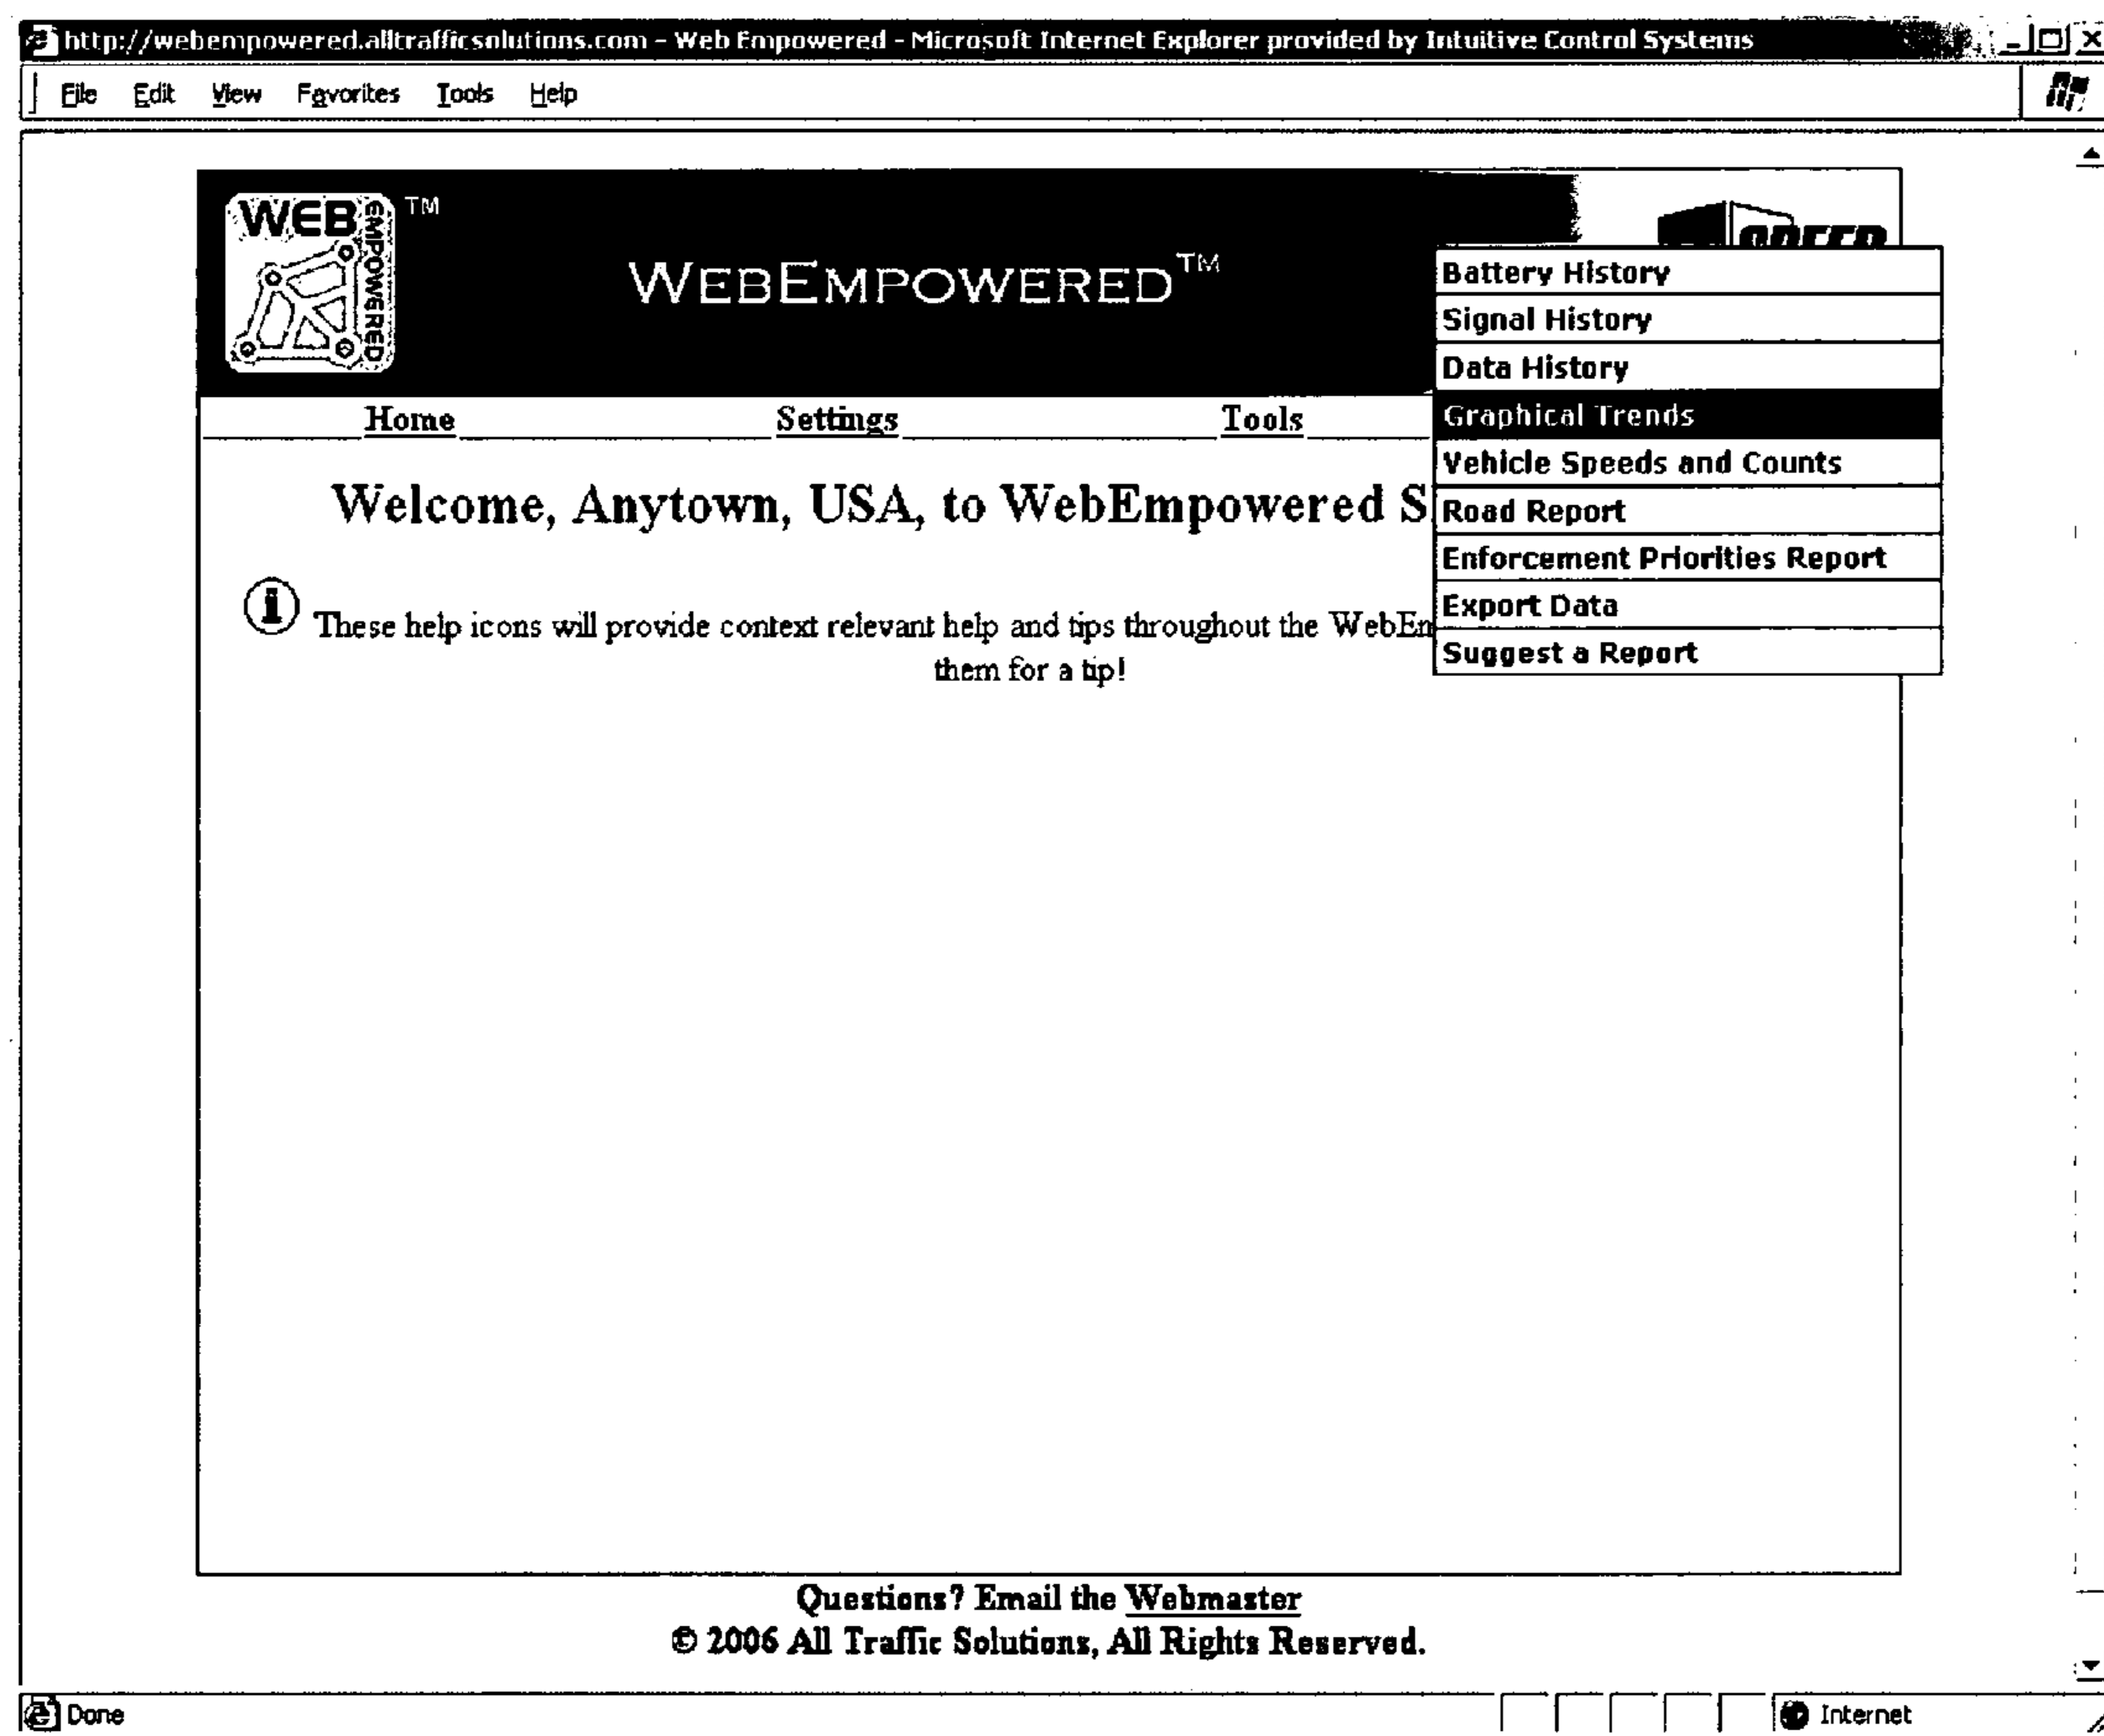 http://webempowered.alltrafficsolutions.com - Web Empowered - Microsoft Internet Explorer provided by Intuitive Control Systems
File Edit View Favorites Tools Help
WEB EMPOWERED TM
WEBEMPOWERED TM
Battery History
Signal History
Data History
Graphical Trends
Vehicle Speeds and Counts
Road Report
Enforcement Priorities Report
Export Data
Suggest a Report
Home Settings Tools
Welcome, Anytown, USA, to WebEmpowered S
These help icons will provide context relevant help and tips throughout the WebEm
them for a tip!
Questions? Email the Webmaster
© 2006 All Traffic Solutions, All Rights Reserved.
Done Internet